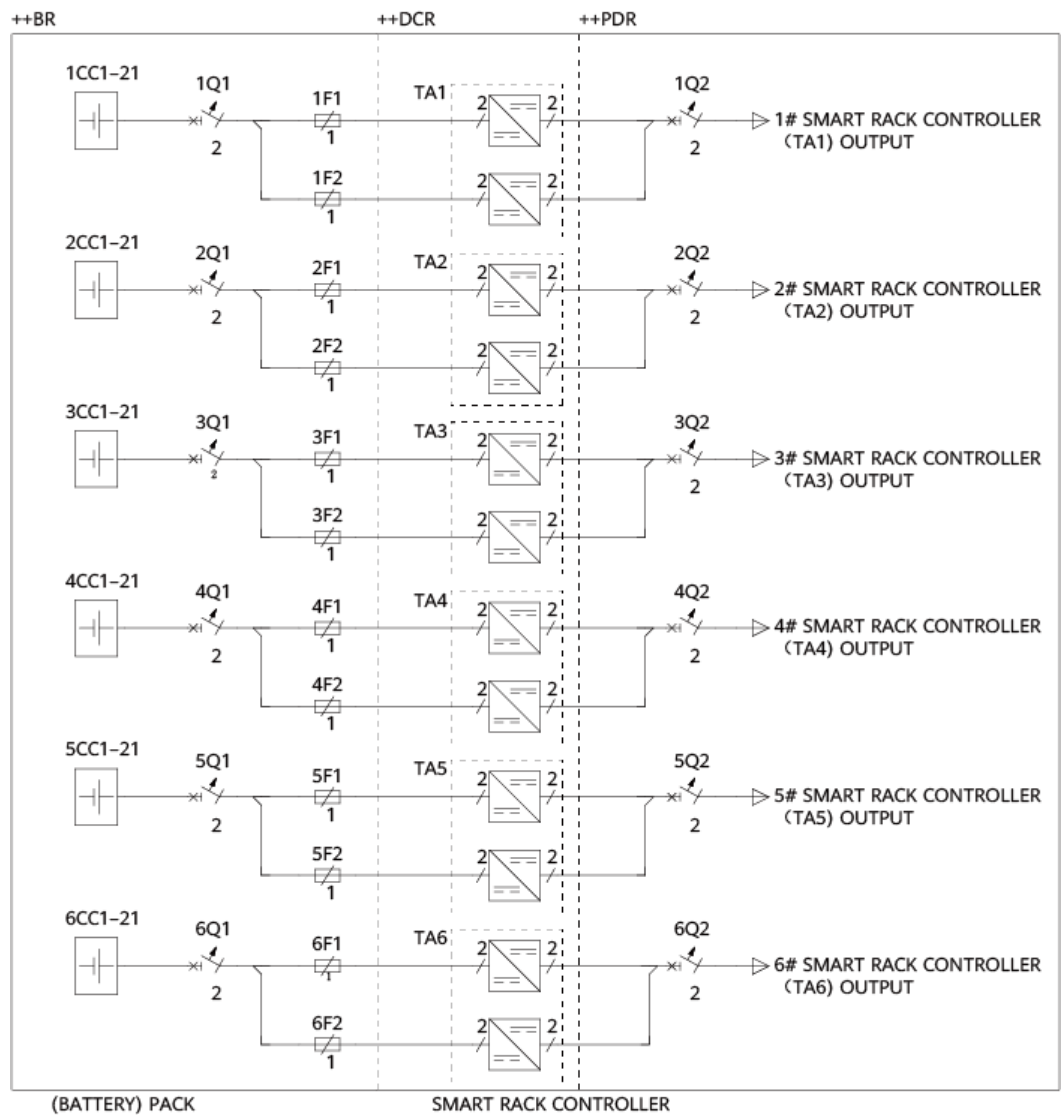 ++BR ++DCR ++PDR
1CC1-21
1Q1 1F1 TA1 2 2 1Q2
1# SMART RACK CONTROLLER
2 1 2
(TA1) OUTPUT
1F2 2 2
1
2CC1-21
2Q1 2F1 TA2 2 2 2Q2
2# SMART RACK CONTROLLER
2 1 2
(TA2) OUTPUT
2F2 2 2
1
3CC1-21
3Q1 3F1 TA3 2 2 3Q2
3# SMART RACK CONTROLLER
2 1 2
(TA3) OUTPUT
3F2 2 2
1
4CC1-21
4Q1 4F1 TA4 2 2 4Q2
4# SMART RACK CONTROLLER
2 1 2
(TA4) OUTPUT
4F2 2 2
1
5CC1-21
5Q1 5F1 TA5 2 2 5Q2
5# SMART RACK CONTROLLER
2 1 2
(TA5) OUTPUT
5F2 2 2
1
6CC1-21
6Q1 6F1 TA6 2 2 6Q2
6# SMART RACK CONTROLLER
2 1 2
(TA6) OUTPUT
6F2 2 2
1
(BATTERY) PACK SMART RACK CONTROLLER